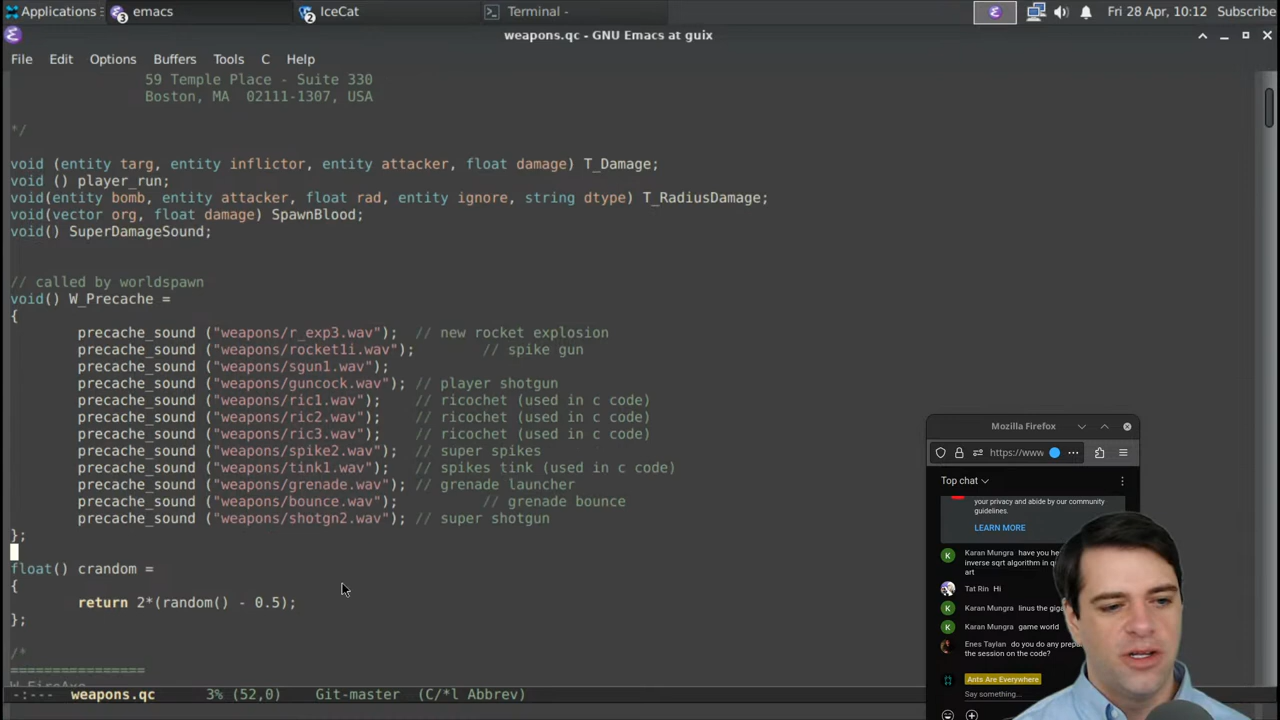 Applications
3 emacs
2 IceCat
Terminal -
Fri 28 Apr, 10:12 Subscribe
weapons.qc - GNU Emacs at guix
File Edit Options Buffers Tools C Help
59 Temple Place - Suite 330
Boston, MA 02111-1307, USA
*/
void (entity targ, entity inflictor, entity attacker, float damage) T_Damage;
void () player_run;
void(entity bomb, entity attacker, float rad, entity ignore, string dtype) T_RadiusDamage;
void(vector org, float damage) SpawnBlood;
void() SuperDamageSound;
// called by worldspawn
void() W_Precache =
{
precache_sound ("weapons/r_exp3.wav"); // new rocket explosion
precache_sound ("weapons/rocket1i.wav"); // spike gun
precache_sound ("weapons/sgun1.wav");
precache_sound ("weapons/guncock.wav"); // player shotgun
precache_sound ("weapons/ric1.wav"); // ricochet (used in c code)
precache_sound ("weapons/ric2.wav"); // ricochet (used in c code)
precache_sound ("weapons/ric3.wav"); // ricochet (used in c code)
precache_sound ("weapons/spike2.wav"); // super spikes
precache_sound ("weapons/tink1.wav"); // spikes tink (used in c code)
precache_sound ("weapons/grenade.wav"); // grenade launcher
precache_sound ("weapons/bounce.wav"); // grenade bounce
precache_sound ("weapons/shotgn2.wav"); // super shotgun
};
float() crandom =
{
return 2*(random() - 0.5);
};
/*
================
W_FireAxe
-:--- weapons.qc 3% (52,0) Git-master (C/*l Abbrev)
Mozilla Firefox
https://www
Top chat
your privacy and abide by our community
guidelines.
LEARN MORE
Karan Mungra have you he
inverse sqrt algorithm in qu
art
Tat Rin Hi
Karan Mungra linus the giga
Karan Mungra game world
Enes Taylan do you do any prepa
the session on the code?
Ants Are Everywhere
Say something...